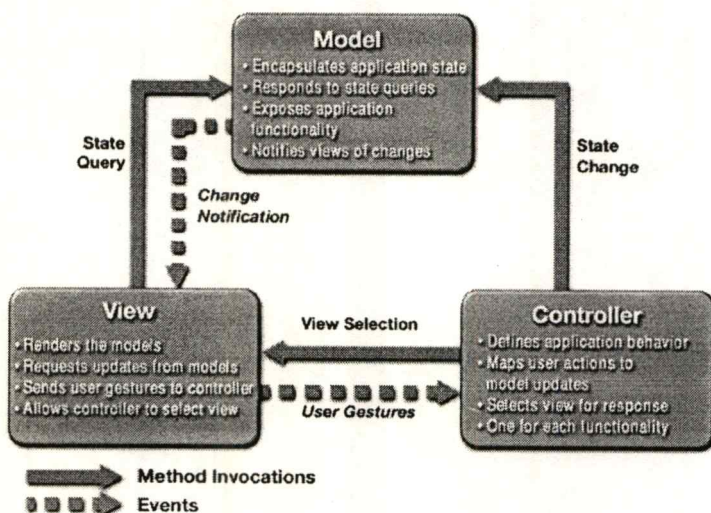 Model
• Encapsulates application state
• Responds to state queries
• Exposes application
functionality
• Notifies views of changes
State
Query
State
Change
Change
Notification
View
• Renders the models
• Requests updates from models
• Sends user gestures to controller
• Allows controller to select view
View Selection
User Gestures
Controller
• Defines application behavior
• Maps user actions to
model updates
• Selects view for response
• One for each functionality
Method Invocations
Events